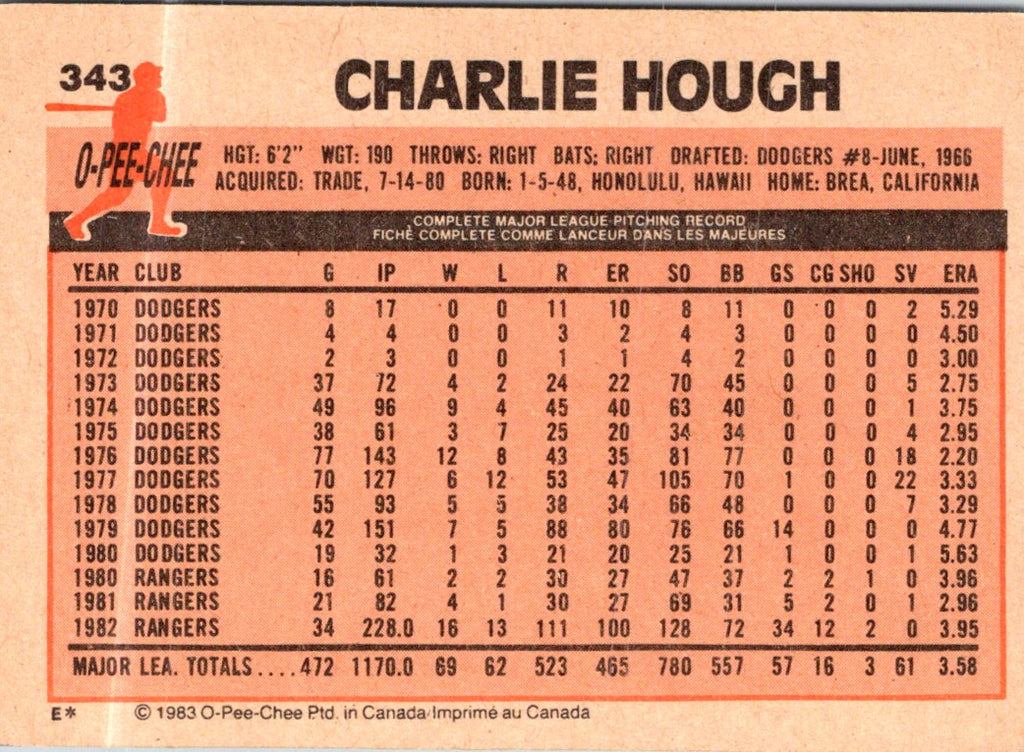 343
CHARLIE HOUGH
O-PEE-CHEE
HGT: 6'2" WGT: 190 THROWS: RIGHT BATS: RIGHT DRAFTED: DODGERS #8-JUNE, 1966
ACQUIRED: TRADE, 7-14-80 BORN: 1-5-48, HONOLULU, HAWAII HOME: BREA, CALIFORNIA
COMPLETE MAJOR LEAGUE PITCHING RECORD
FICHE COMPLETE COMME LANCEUR DANS LES MAJEURES
YEAR CLUB G IP W L R ER SO BB GS CG SHO SV ERA
1970 DODGERS 8 17 0 0 11 10 8 11 0 0 0 2 5.29
1971 DODGERS 4 4 0 0 3 2 4 3 0 0 0 0 4.50
1972 DODGERS 2 3 0 0 1 1 4 2 0 0 0 0 3.00
1973 DODGERS 37 72 4 2 24 22 70 45 0 0 0 5 2.75
1974 DODGERS 49 96 9 4 45 40 63 40 0 0 0 1 3.75
1975 DODGERS 38 61 3 7 25 20 34 34 0 0 0 4 2.95
1976 DODGERS 77 143 12 8 43 35 81 77 0 0 0 18 2.20
1977 DODGERS 70 127 6 12 53 47 105 70 1 0 0 22 3.33
1978 DODGERS 55 93 5 5 38 34 66 48 0 0 0 7 3.29
1979 DODGERS 42 151 7 5 88 80 76 66 14 0 0 0 4.77
1980 DODGERS 19 32 1 3 21 20 25 21 1 0 0 1 5.63
1980 RANGERS 16 61 2 2 30 27 47 37 2 2 1 0 3.96
1981 RANGERS 21 82 4 1 30 27 69 31 5 2 0 1 2.96
1982 RANGERS 34 228.0 16 13 111 100 128 72 34 12 2 0 3.95
MAJOR LEA. TOTALS .... 472 1170.0 69 62 523 465 780 557 57 16 3 61 3.58
E* © 1983 O-Pee-Chee Ptd. in Canada/Imprimé au Canada